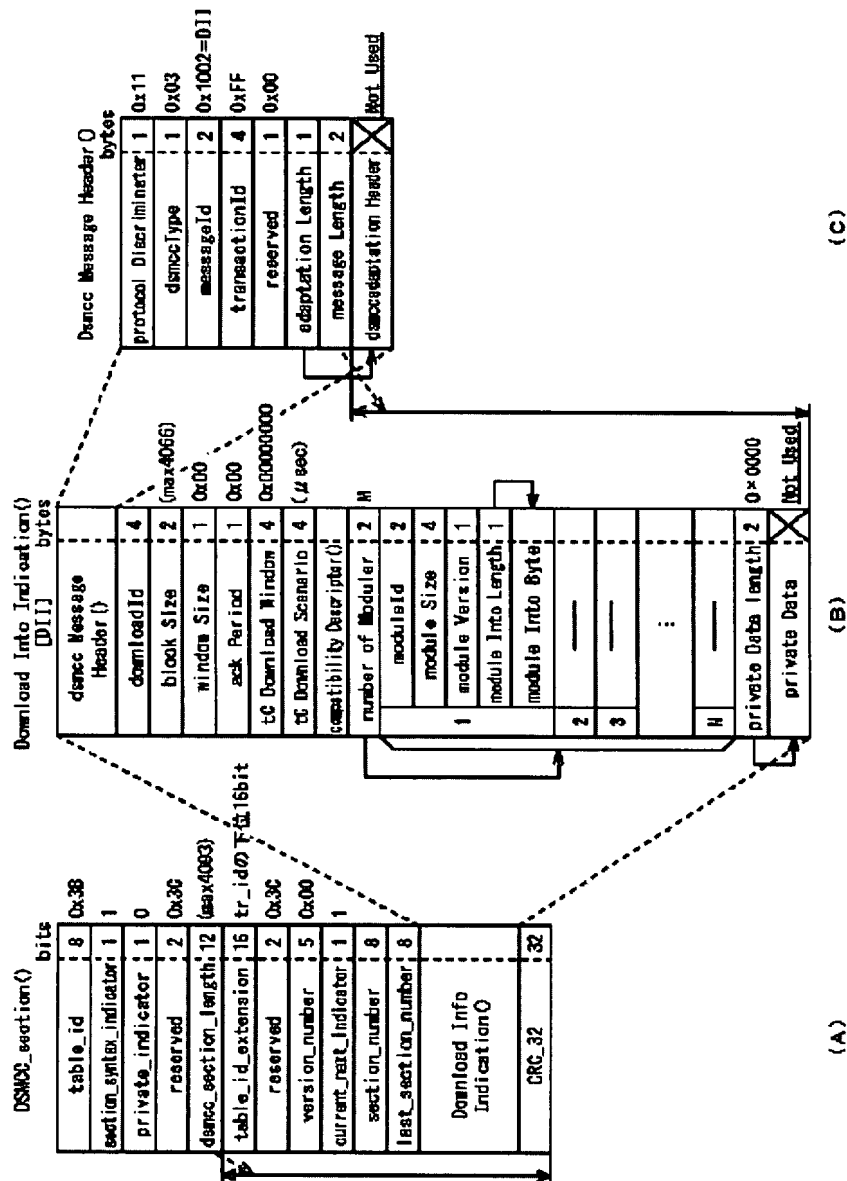 DSMCC_section()
bits
table_id 8 0x3B
section_syntax_indicator 1 1
private_indicator 1 0
reserved 2 0x3C
dsmcc_section_length 12 (max4093)
table_id_extension 16 tr_idの下位16bit
reserved 2 0x3C
version_number 5 0x00
current_next_indicator 1 1
section_number 8
last_section_number 8
Download Info
Indication()
CRC_32 32
(A)
Download Into Indication()
[DII]
bytes
dsmcc Message
Header()
downloadId 4
block Size 2 (max4066)
window Size 1 0x00
ack Period 1 0x00
tC Download Window 4 0x00000000
tC Download Scenario 4 (μsec)
compatibility Descriptor()
number of Moduler 2 N
1
moduleId 2
module Size 4
module Version 1
module Into Length 1
module Into Byte
2 —
3 —
⋮
N —
private Data length 2 0×0000
private Data Not Used
(B)
Dsmcc Message Header()
bytes
protocol Discriminater 1 0x11
dsmccType 1 0x03
messageId 2 0x1002=DII
transactionId 4 0xFF
reserved 1 0x00
adaptation Length 1
message Length 2
dsmccadaptation Header Not Used
(C)